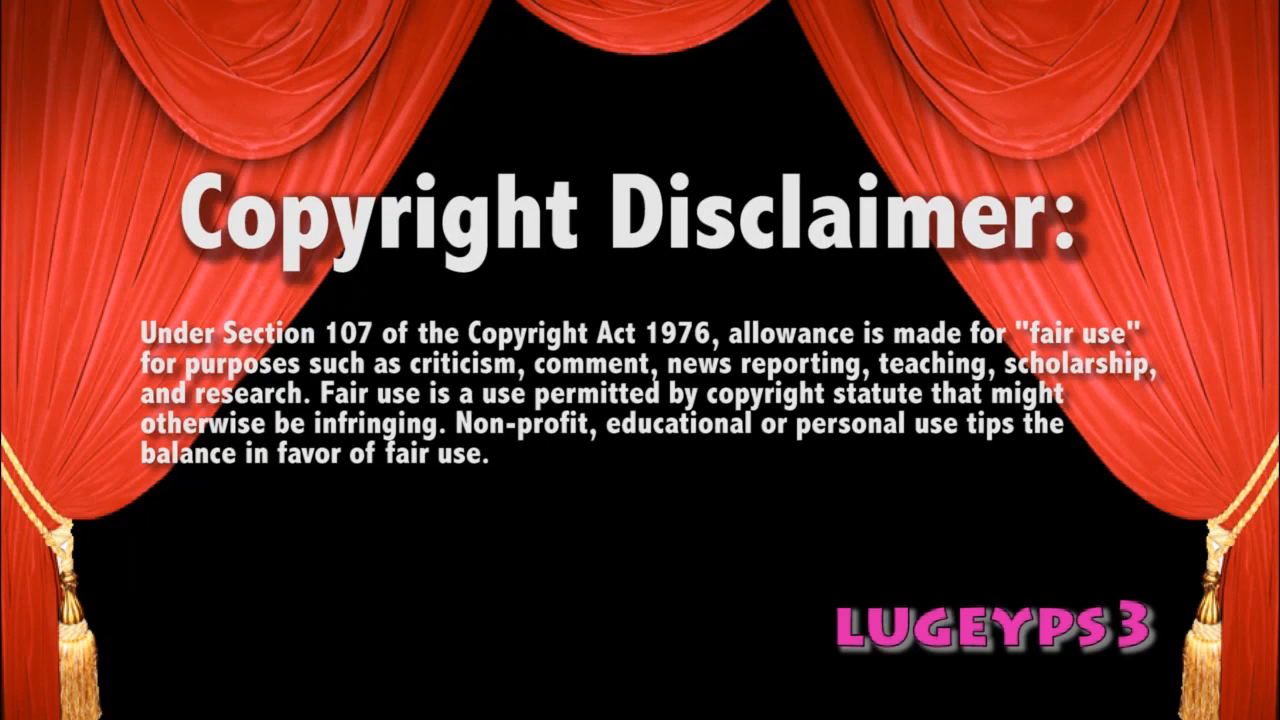 Copyright Disclaimer:
Under Section 107 of the Copyright Act 1976, allowance is made for "fair use"
for purposes such as criticism, comment, news reporting, teaching, scholarship,
and research. Fair use is a use permitted by copyright statute that might
otherwise be infringing. Non-profit, educational or personal use tips the
balance in favor of fair use.
LUGEYPS3